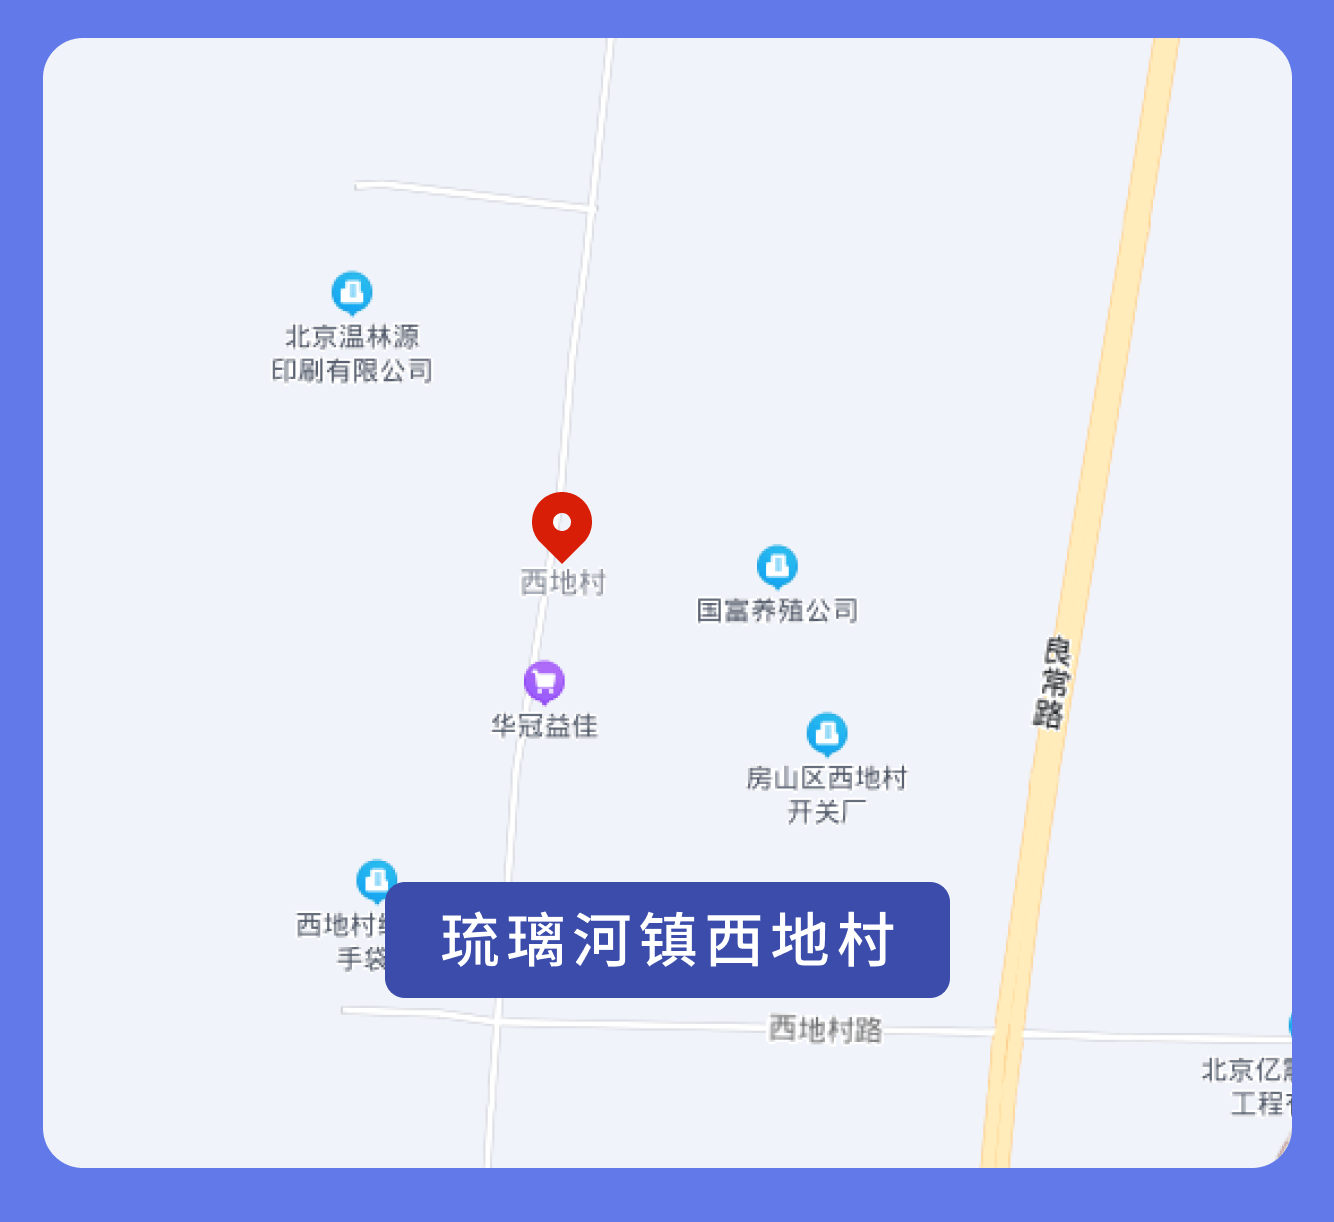 北京温林源
印刷有限公司
西地村
国富养殖公司
良常路
华冠益佳
房山区西地村
开关厂
西地村
手袋
琉璃河镇西地村
西地村路
北京亿
工程